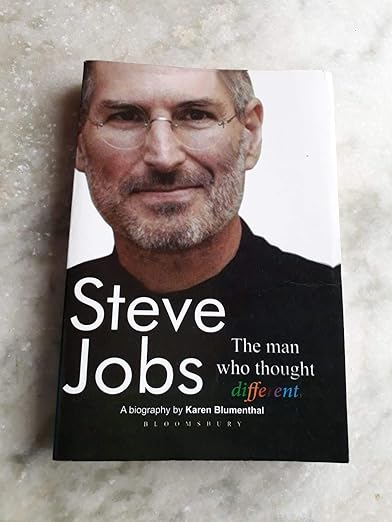 Steve
Jobs
The man
who thought
different.
A biography by Karen Blumenthal
BLOOMSBURY